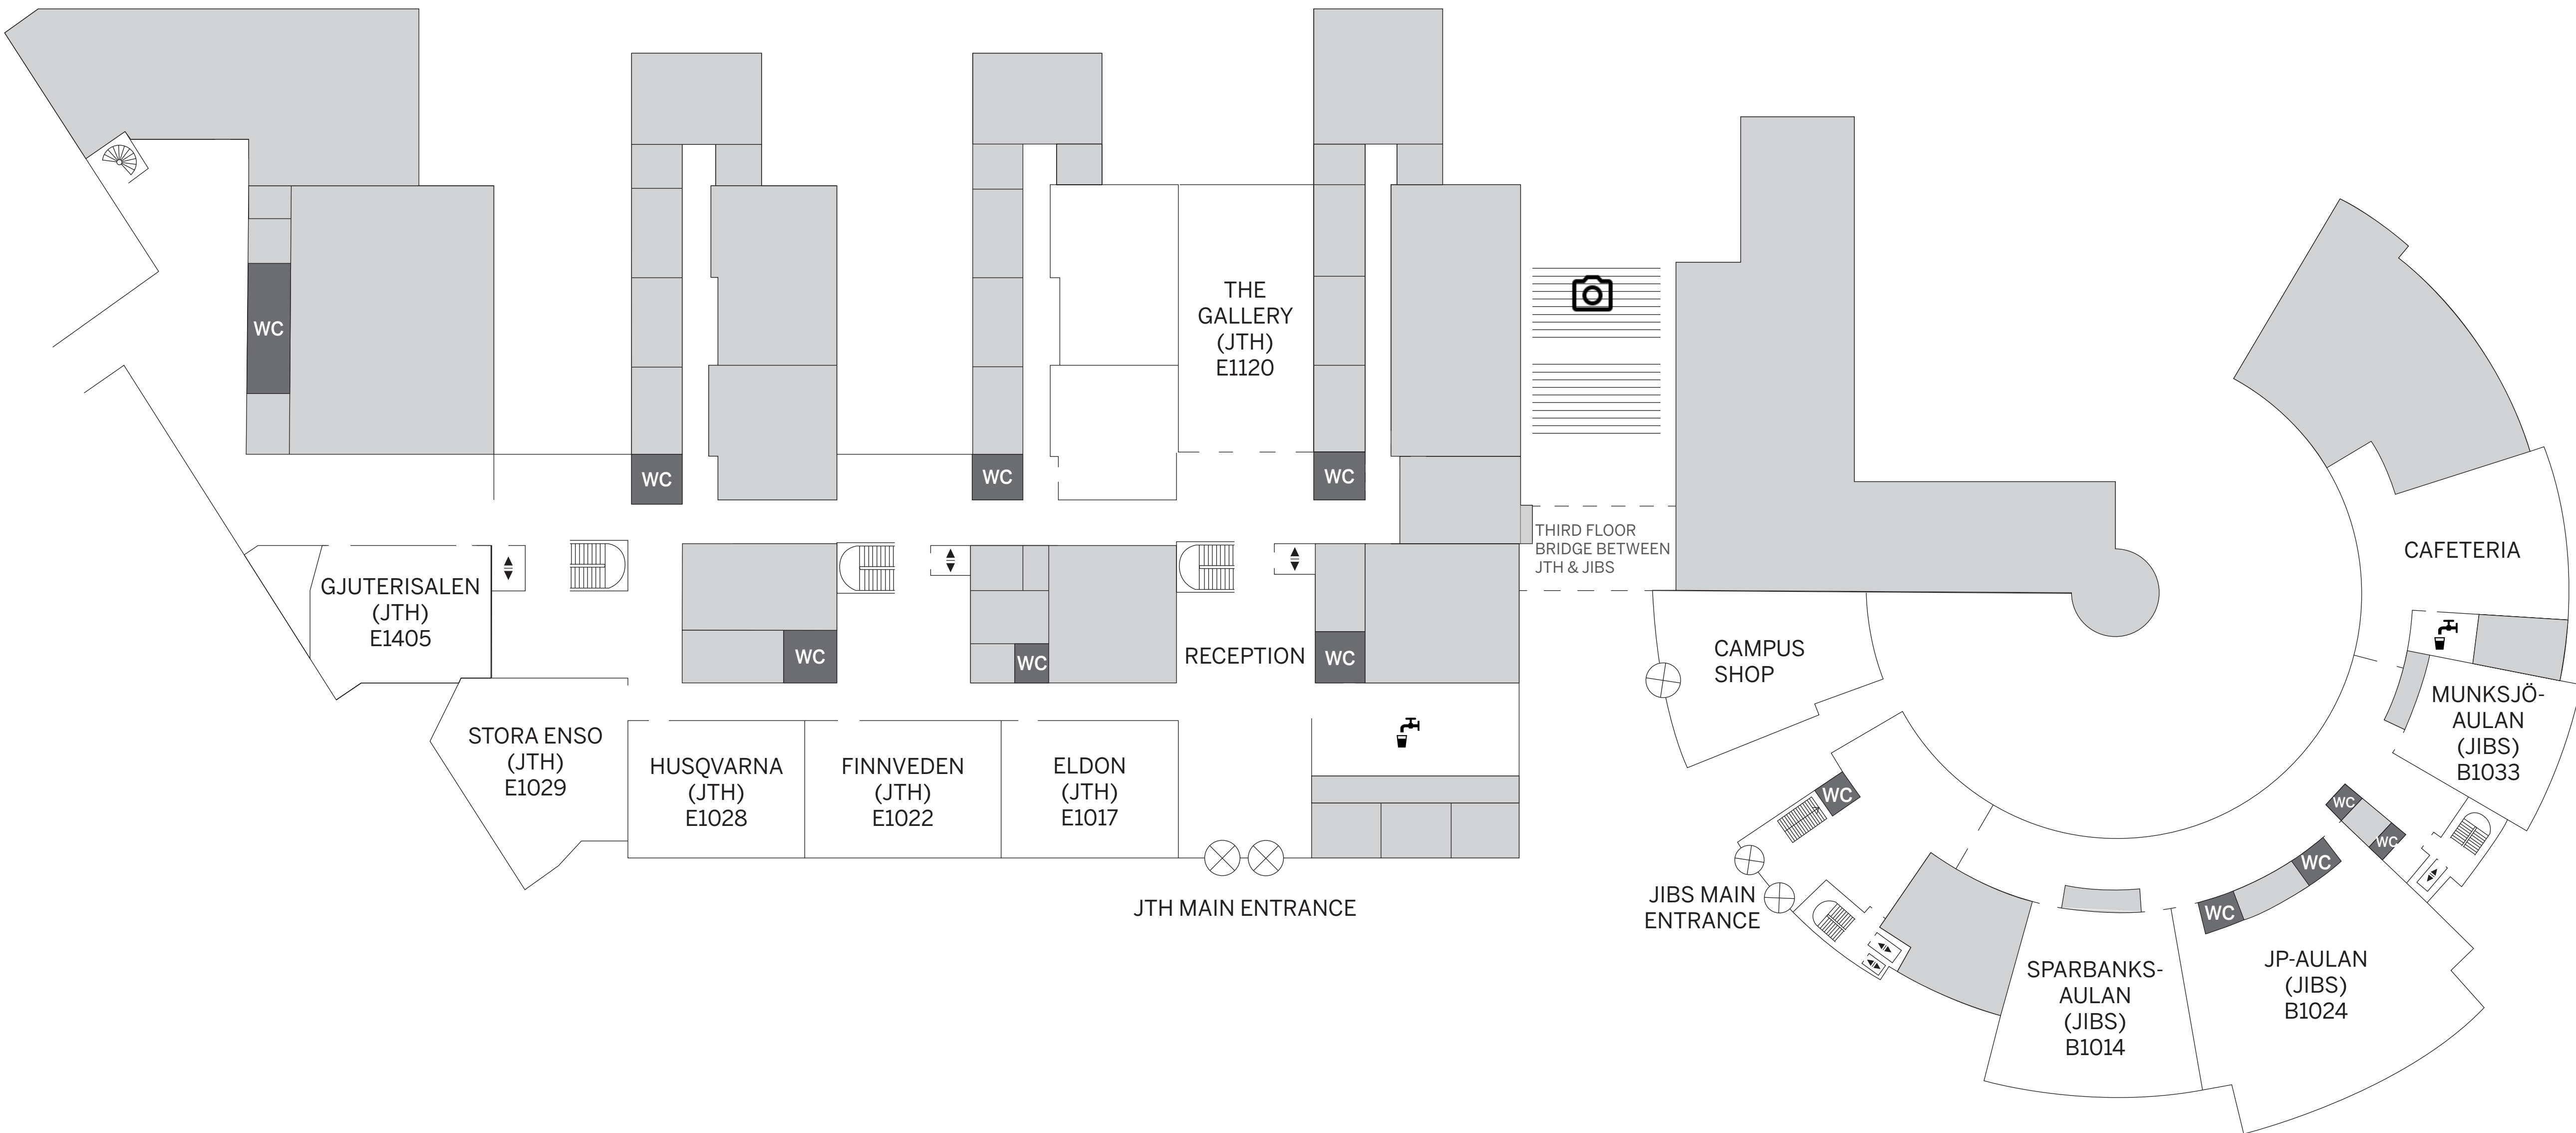 WC
WC
WC
WC
THE
GALLERY
(JTH)
E1120
THIRD FLOOR
BRIDGE BETWEEN
JTH & JIBS
GJUTERISALEN
(JTH)
E1405
WC
WC
WC
RECEPTION
STORA ENSO
(JTH)
E1029
HUSQVARNA
(JTH)
E1028
FINNVEDEN
(JTH)
E1022
ELDON
(JTH)
E1017
JTH MAIN ENTRANCE
CAMPUS
SHOP
CAFETERIA
MUNKSJÖ-
AULAN
(JIBS)
B1033
WC
WC
WC
WC
WC
JIBS MAIN
ENTRANCE
SPARBANKS-
AULAN
(JIBS)
B1014
JP-AULAN
(JIBS)
B1024